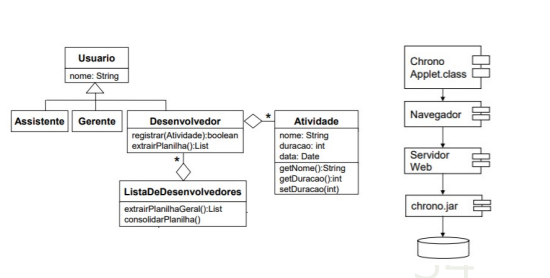 Usuario
nome: String
Assistente
Gerente
Desenvolvedor
registrar(Atividade):boolean
extrairPlanilha():List
*
Atividade
nome: String
duracao: int
data: Date
getNome():String
getDuracao():int
setDuracao(int)
*
ListaDeDesenvolvedores
extrairPlanilhaGeral():List
consolidarPlanilha()
Chrono
Applet.class
Navegador
Servidor
Web
chrono.jar